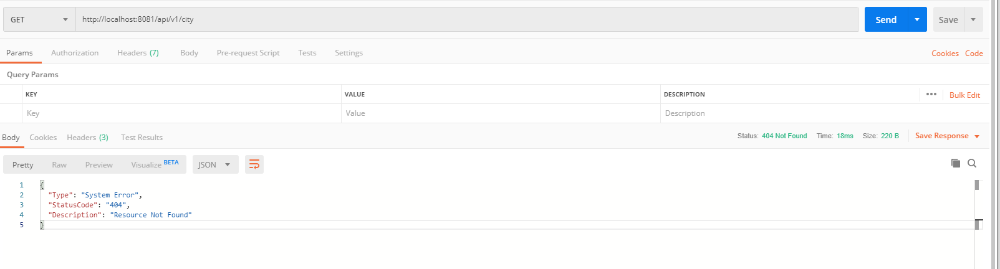 GET http://localhost:8081/api/v1/city Send Save
Params Authorization Headers (7) Body Pre-request Script Tests Settings Cookies Code
Query Params
KEY VALUE DESCRIPTION ••• Bulk Edit
Key Value Description
Body Cookies Headers (3) Test Results Status: 404 Not Found Time: 18ms Size: 220 B Save Response
Pretty Raw Preview Visualize BETA JSON
1 {
2 "Type": "System Error",
3 "StatusCode": "404",
4 "Description": "Resource Not Found"
5 }